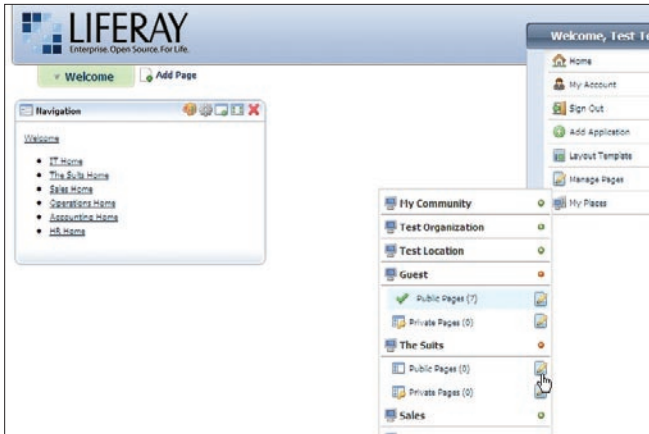 LIFERAY
Enterprise. Open Source. For Life.
Welcome, Test
Welcome
Add Page
Home
My Account
Sign Out
Add Application
Layout Template
Manage Pages
My Places
Navigation
Welcome
IT Home
The Suits Home
Sales Home
Operations Home
Accounting Home
HR Home
My Community
Test Organization
Test Location
Guest
Public Pages (7)
Private Pages (0)
The Suits
Public Pages (0)
Private Pages (0)
Sales